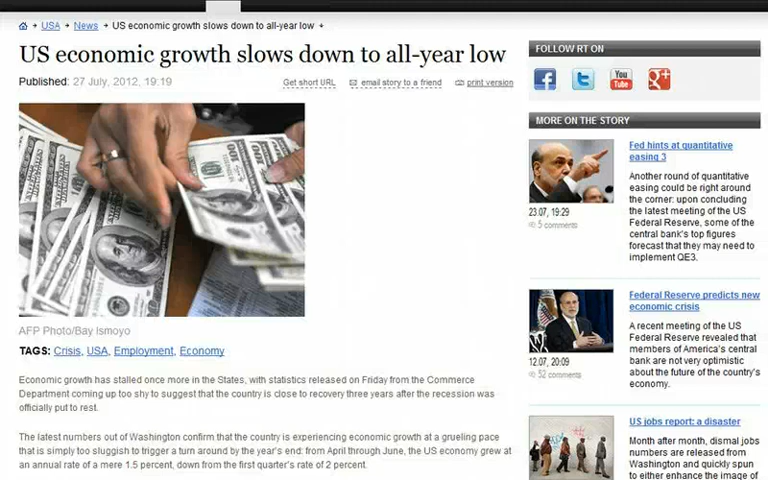 USA News US economic growth slows down to all-year low
US economic growth slows down to all-year low
Published: 27 July, 2012, 19:19
Get short URL email story to a friend print version
AFP Photo/Bay Ismoyo
TAGS: Crisis, USA, Employment, Economy
Economic growth has stalled once more in the States, with statistics released on Friday from the Commerce
Department coming up too shy to suggest that the country is close to recovery three years after the recession was
officially put to rest.
The latest numbers out of Washington confirm that the country is experiencing economic growth at a grueling pace
that is simply too sluggish to trigger a turn around by the year's end: from April through June, the US economy grew at
an annual rate of a mere 1.5 percent, down from the first quarter's rate of 2 percent.
FOLLOW RT ON
You
Tube
MORE ON THE STORY
Fed hints at quantitative
easing 3
Another round of quantitative
easing could be right around
the corner: upon concluding
the latest meeting of the US
Federal Reserve, some of the
central bank's top figures
forecast that they may need to
implement QE3.
23.07, 19:29
5 comments
Federal Reserve predicts new
economic crisis
A recent meeting of the US
Federal Reserve revealed that
members of America's central
bank are not very optimistic
about the future of the country's
economy.
12.07, 20:09
52 comments
US jobs report: a disaster
Month after month, dismal jobs
numbers are released from
Washington and quickly spun
to either enhance the image of